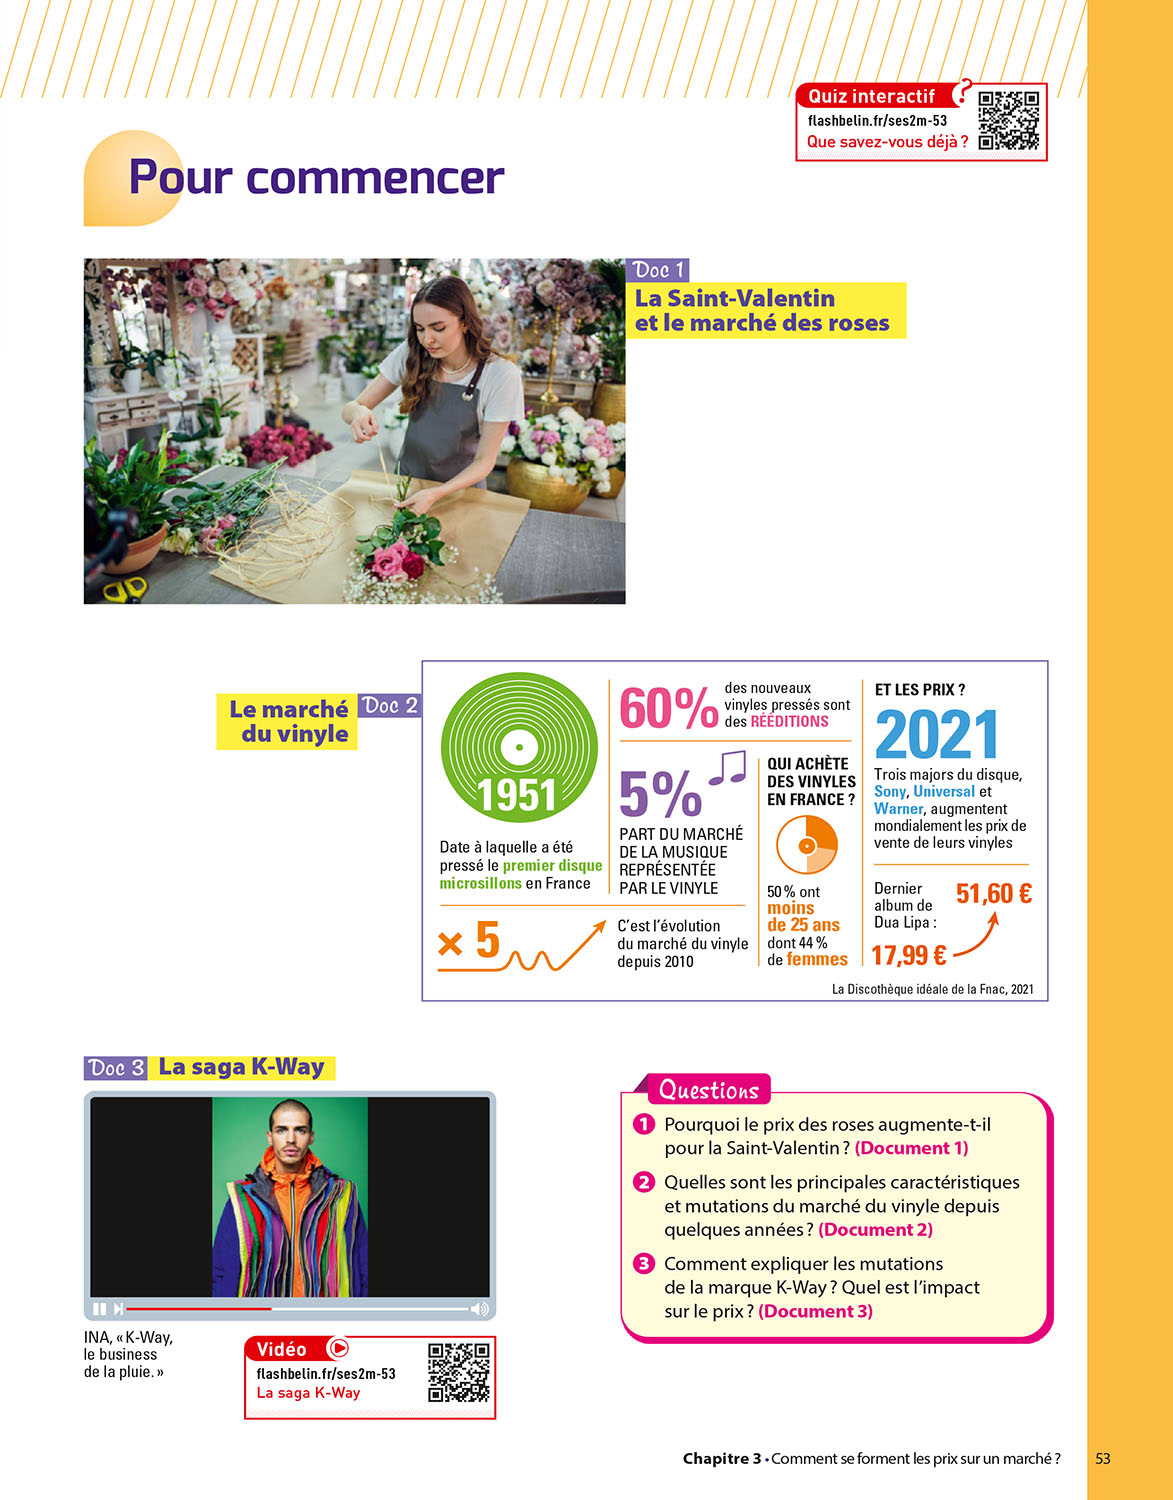 Quiz interactif ?
flashbelin.fr/ses2m-53
Que savez-vous déjà ?
Pour commencer
Doc 1
La Saint-Valentin
et le marché des roses
Le marché
du vinyle
Doc 2
1951
Date à laquelle a été
pressé le premier disque
microsillons en France
60%
des nouveaux
vinyles pressés sont
des RÉÉDITIONS
5%
PART DU MARCHÉ
DE LA MUSIQUE
REPRÉSENTÉE
PAR LE VINYLE
× 5
C’est l’évolution
du marché du vinyle
depuis 2010
QUI ACHÈTE
DES VINYLES
EN FRANCE ?
50 % ont
moins
de 25 ans
dont 44 %
de femmes
ET LES PRIX ?
2021
Trois majors du disque,
Sony, Universal et
Warner, augmentent
mondialement les prix de
vente de leurs vinyles
Dernier
album de
Dua Lipa :
51,60 €
17,99 €
La Discothèque idéale de la Fnac, 2021
Doc 3
La saga K-Way
INA, « K-Way,
le business
de la pluie. »
Vidéo
flashbelin.fr/ses2m-53
La saga K-Way
Questions
1 Pourquoi le prix des roses augmente-t-il
pour la Saint-Valentin ? (Document 1)
2 Quelles sont les principales caractéristiques
et mutations du marché du vinyle depuis
quelques années ? (Document 2)
3 Comment expliquer les mutations
de la marque K-Way ? Quel est l’impact
sur le prix ? (Document 3)
Chapitre 3 • Comment se forment les prix sur un marché ? 53